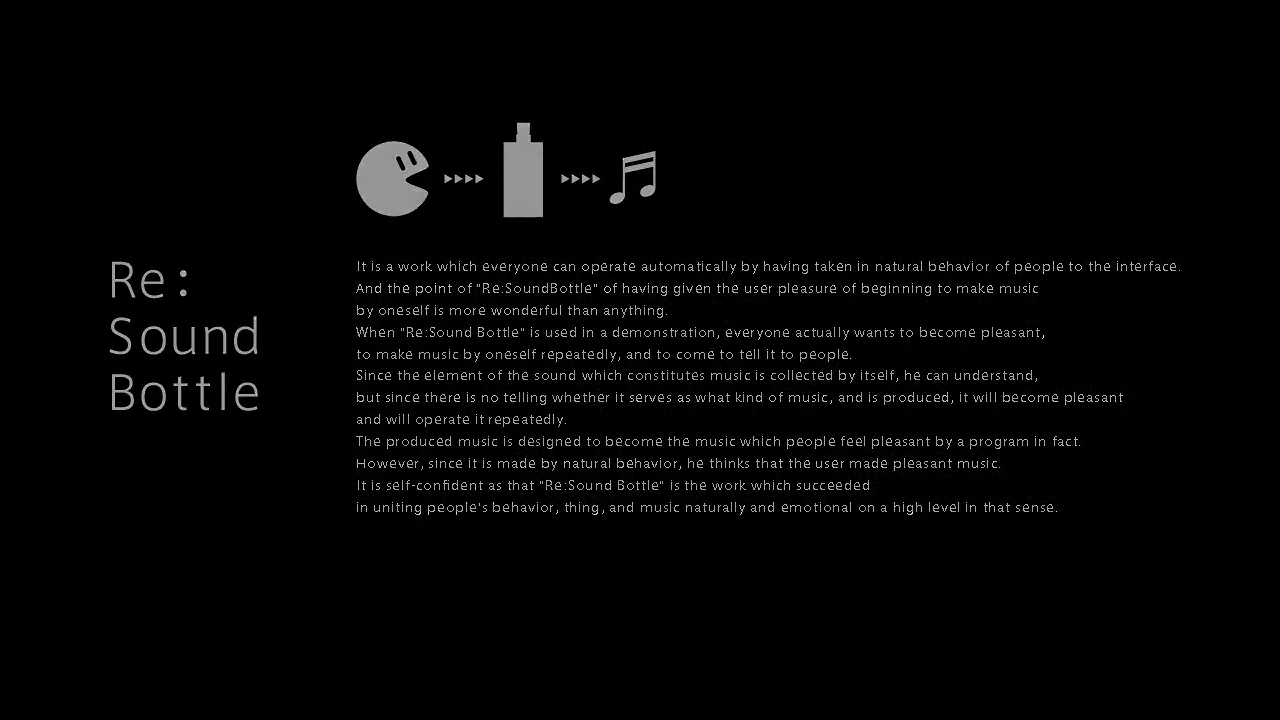 Re:
Sound
Bottle
It is a work which everyone can operate automatically by having taken in natural behavior of people to the interface.
And the point of "Re:SoundBottle" of having given the user pleasure of beginning to make music
by oneself is more wonderful than anything.
When "Re:Sound Bottle" is used in a demonstration, everyone actually wants to become pleasant,
to make music by oneself repeatedly, and to come to tell it to people.
Since the element of the sound which constitutes music is collected by itself, he can understand,
but since there is no telling whether it serves as what kind of music, and is produced, it will become pleasant
and will operate it repeatedly.
The produced music is designed to become the music which people feel pleasant by a program in fact.
However, since it is made by natural behavior, he thinks that the user made pleasant music.
It is self-confident as that "Re:Sound Bottle" is the work which succeeded
in uniting people's behavior, thing, and music naturally and emotional on a high level in that sense.